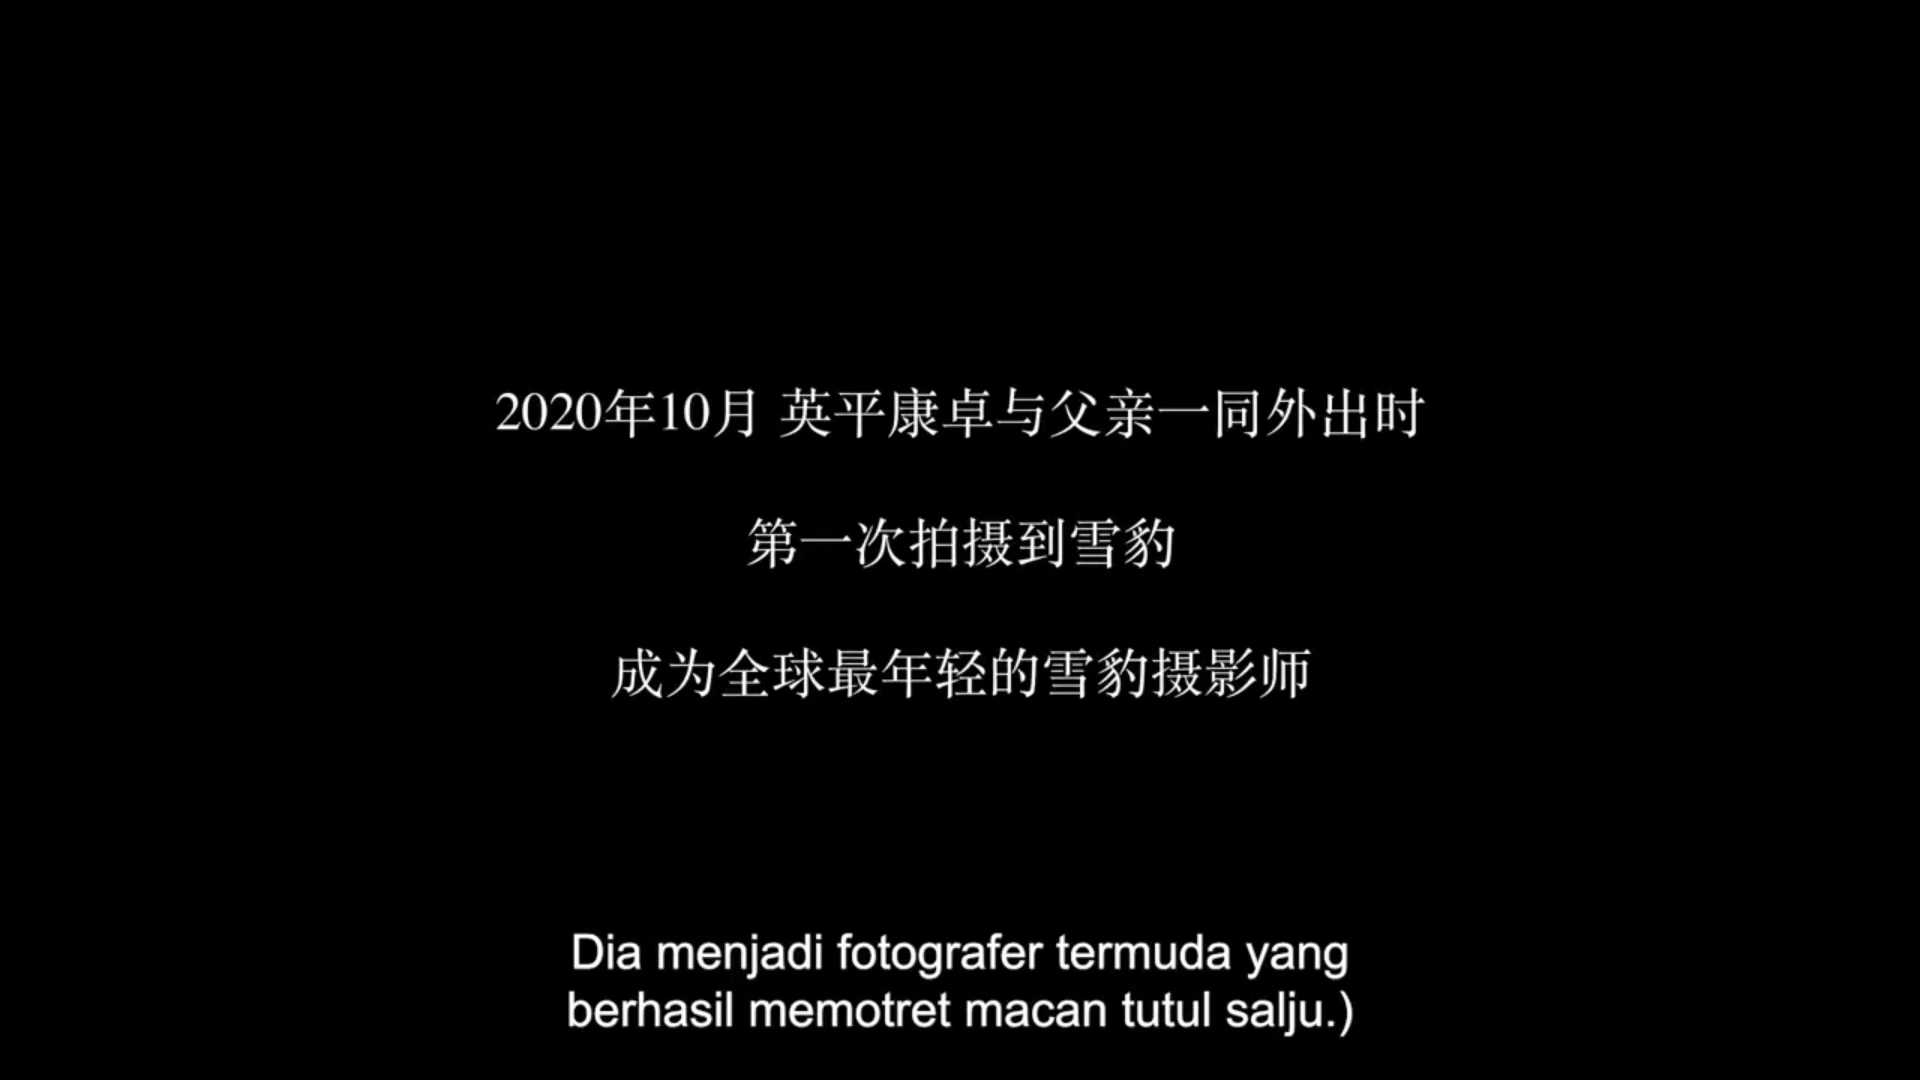 2020年10月 英平康卓与父亲一同外出时
第一次拍摄到雪豹
成为全球最年轻的雪豹摄影师
Dia menjadi fotografer termuda yang
berhasil memotret macan tutul salju.)